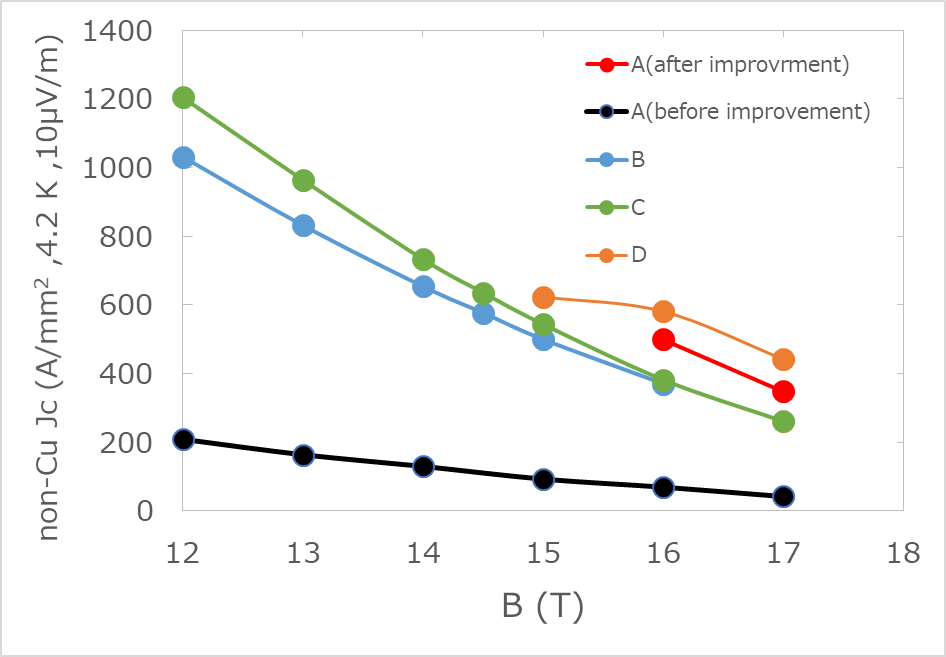 1400
1200
1000
800
600
400
200
0
non-Cu Jc (A/mm² ,4.2 K ,10μV/m)
A(after improvrment)
A(before improvement)
B
C
D
12 13 14 15 16 17 18
B (T)